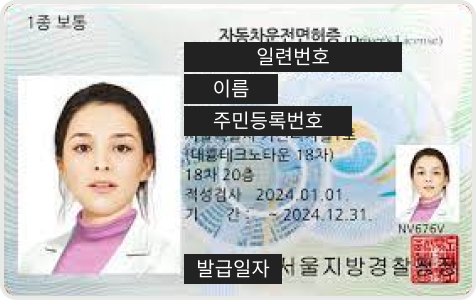 1종 보통
자동차운전면허증 (Driver's License)
일련번호
이름
주민등록번호
(대륭테크노타운 18차)
18차 20층
적성검사 2024.01.01.
기 간 : ~ 2024.12.31.
NV676V
발급일자
서울지방경찰청장